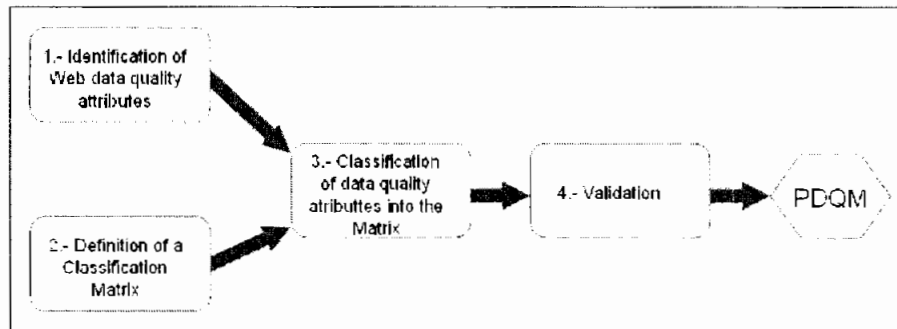 1.- Identification of
Web data quality
attributes
2.- Definition of a
Classification
Matrix
3.- Classification
of data quality
atributtes into the
Matrix
4.- Validation
PDQM